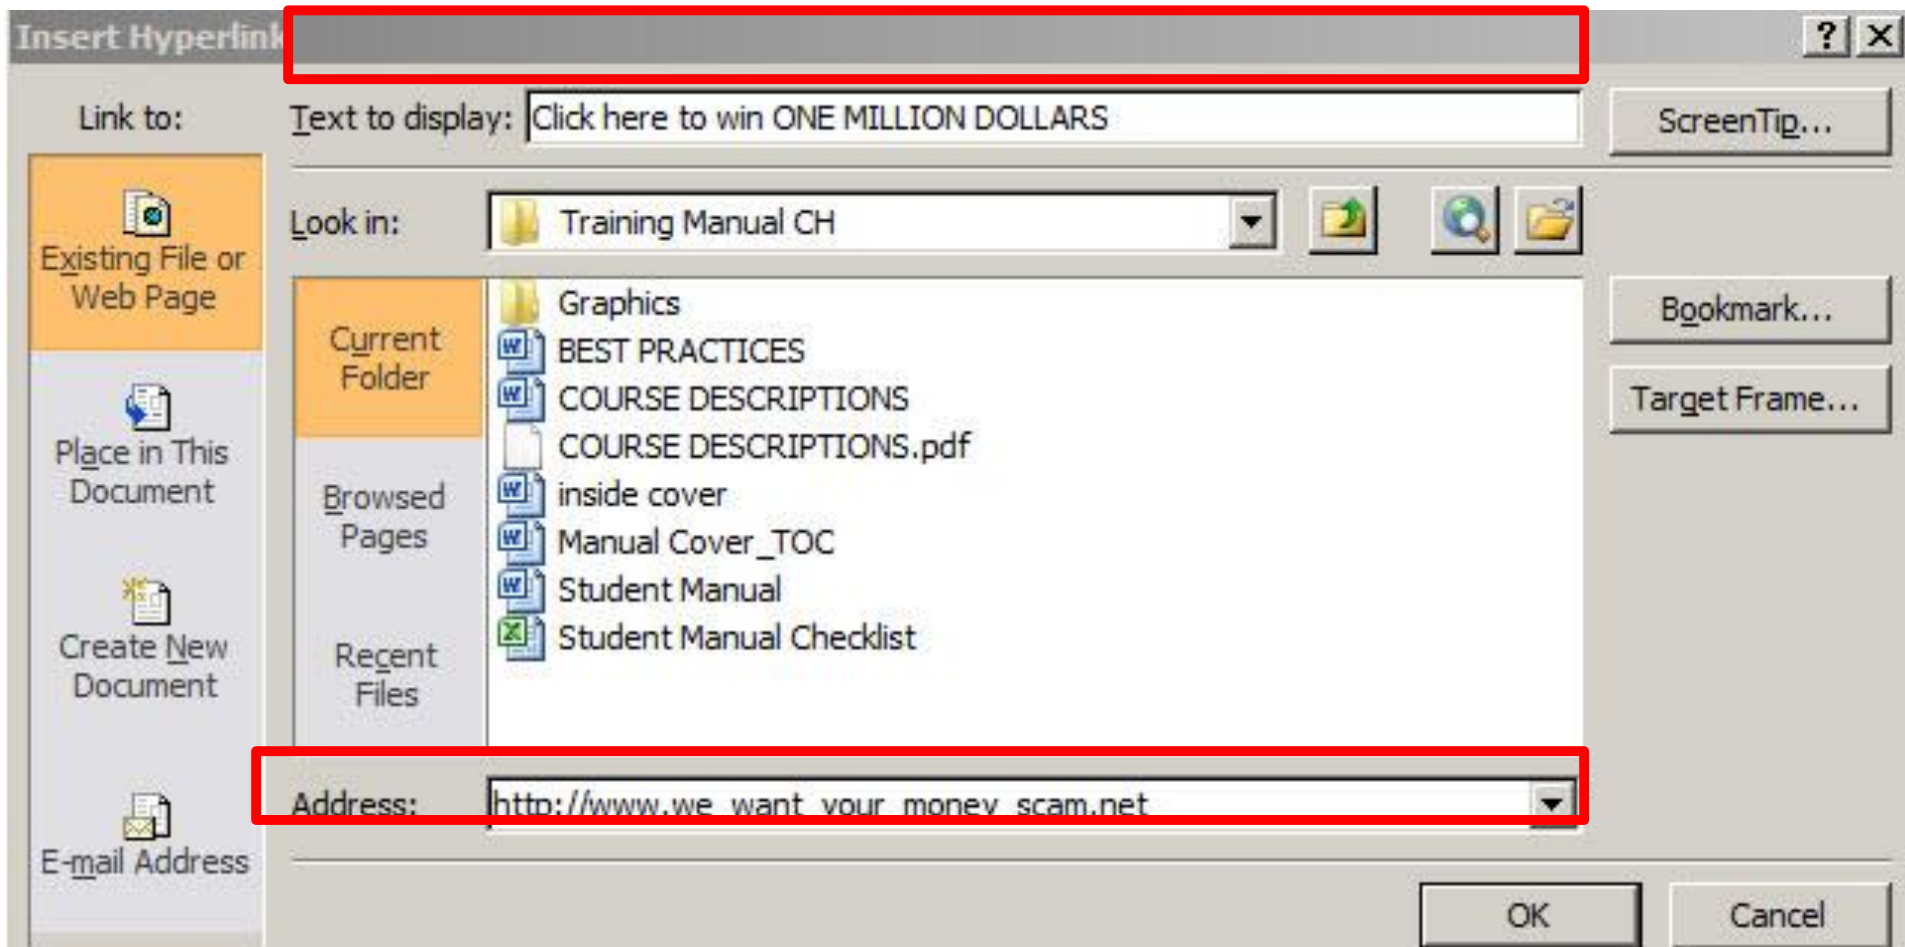 Insert Hyperlink
? X
Link to:
Text to display: Click here to win ONE MILLION DOLLARS
ScreenTip...
Existing File or
Web Page
Look in: Training Manual CH
Place in This
Document
Create New
Document
E-mail Address
Current
Folder
Browsed
Pages
Recent
Files
Graphics
BEST PRACTICES
COURSE DESCRIPTIONS
COURSE DESCRIPTIONS.pdf
inside cover
Manual Cover_TOC
Student Manual
Student Manual Checklist
Bookmark...
Target Frame...
Address: http://www.we_want_your_money_scam.net
OK
Cancel